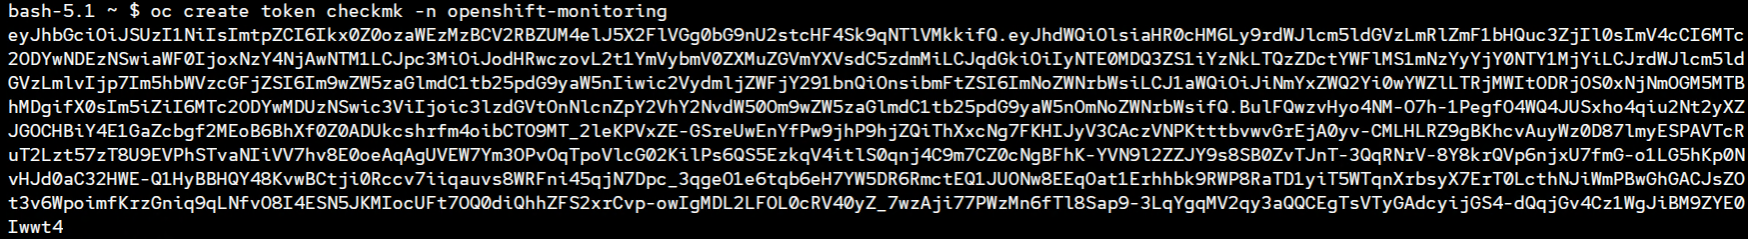 bash-5.1 ~ $ oc create token checkmk -n openshift-monitoring
eyJhbGciOiJSUzI1NiIsImtpZCI6Ikx0Z0ozaWEzMzBCV2RBZUM4elJ5X2FlVGg0bG9nU2stcHF4Sk9qNTlVMkkifQ.eyJhdWQiOlsiaHR0cHM6Ly9rdWJlcm5ldGVzLmRlZmF1bHQuc3ZjIl0sImV4cCI6MTc
2ODYwNDEzNSwiaWF0IjoxNzY4NjAwNTM1LCJpc3MiOiJodHRwczovL2t1YmVybmV0ZXMuZGVmYXVsdC5zdmMiLCJqdGkiOiIyNTE0MDQ3ZS1iYzNkLTQzZDctYWFlMS1mNzYyYjY0NTY1MjYiLCJrdWJlcm5ld
GVzLmlvIjp7Im5hbWVzcGFjZSI6Im9wZW5zaGlmdC1tb25pdG9yaW5nIiwic2VydmljZWFjY291bnQiOnsibmFtZSI6ImNoZWNrbWsiLCJ1aWQiOiJiNmYxZWQ2Yi0wYWZlLTRjMWItODRjOS0xNjNmOGM5MTB
hMDgifX0sIm5iZiI6MTc2ODYwMDUzNSwic3ViIjoic3lzdGVtOnNlcnZpY2VhY2NvdW50Om9wZW5zaGlmdC1tb25pdG9yaW5nOmNoZWNrbWsifQ.BulFQwzvHyo4NM-O7h-1PegfO4WQ4JUSxho4qiu2Nt2yXZ
JGOCHBiY4E1GaZcbgf2MEoB6BhXf0Z0ADUkcshrfm4oibCTO9MT_2leKPVxZE-GSreUwEnYfPw9jhP9hjZQiThXxcNg7FKHIJyV3CAczVNPKtttbvwvGrEjA0yv-CMLHLRZ9gBKhcvAuyWz0D87lmyESPAVTcR
uT2Lzt57zT8U9EVPhSTvaNIiVV7hv8E0oeAqAgUVEW7Ym3OPvOqTpoVlcG02KilPs6QS5EzkqV4itlS0qnj4C9m7CZ0cNgBFhK-YVN9l2ZZJY9s8SB0ZvTJnT-3QqRNrV-8Y8krQVp6njxU7fmG-o1LG5hKp0N
vHJd0aC32HWE-Q1HyBBHQY48KvwBCtji0Rccv7iiqauvs8WRFni45qjN7Dpc_3qgeO1e6tqb6eH7YW5DR6RmctEQ1JUONw8EEqOat1Erhhbk9RWP8RaTD1yiT5WTqnXrbsyX7ErT0LcthNJiWmPBwGhGACJsZO
t3v6WpoimfKrzGniq9qLNfvO8I4ESN5JKMIocUFt7OQ0diQhhZFS2xrCvp-owIgMDL2LFOL0cRV40yZ_7wzAji77PWzMn6fTl8Sap9-3LqYgqMV2qy3aQQCEgTsVTyGAdcyijGS4-dQqjGv4Cz1WgJiBM9ZYE0
Iwwt4